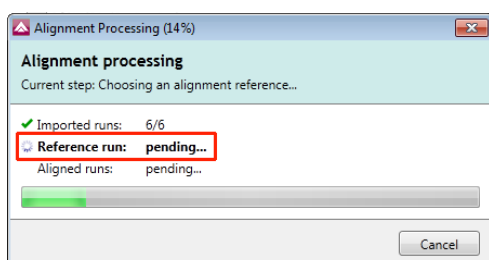 Alignment Processing (14%)
Alignment processing
Current step: Choosing an alignment reference...
Imported runs: 6/6
Reference run: pending...
Aligned runs: pending...
Cancel